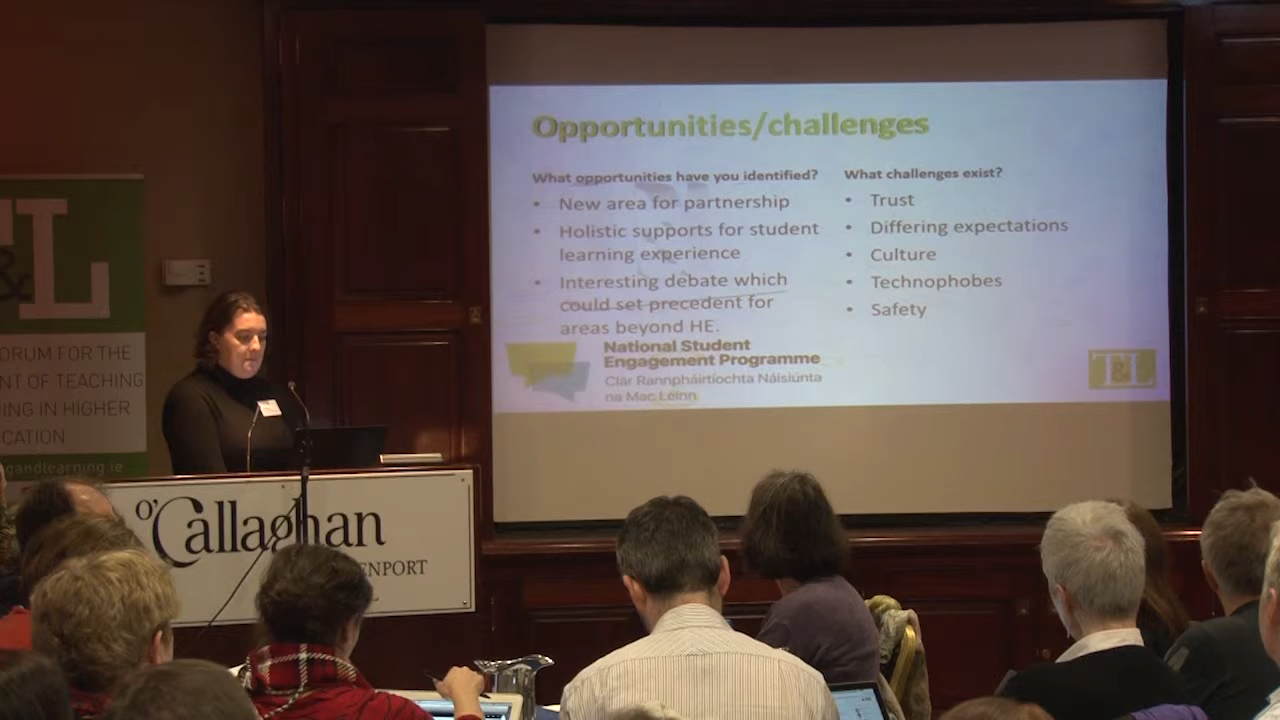 Opportunities/challenges
What opportunities have you identified?
• New area for partnership
• Holistic supports for student
learning experience
• Interesting debate which
could set precedent for
areas beyond HE.
What challenges exist?
• Trust
• Differing expectations
• Culture
• Technophobes
• Safety
National Student
Engagement Programme
Clár Rannpháirtíochta Náisiúnta
na Mac Léinn
T&L
&L
ORUM FOR THE
NT OF TEACHING
ING IN HIGHER
CATION
gandlearning.ie
O'Callaghan
ENPORT